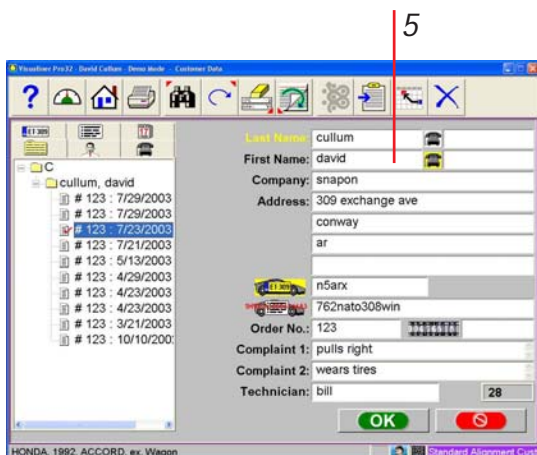 5
Visualiner Pro32 - David Cullum - Demo Mode - Customer Data
?
E1 309
C
cullum, david
# 123 : 7/29/2003
# 123 : 7/29/2003
# 123 : 7/23/2003
# 123 : 7/21/2003
# 123 : 5/13/2003
# 123 : 4/29/2003
# 123 : 4/23/2003
# 123 : 4/23/2003
# 123 : 3/21/2003
# 123 : 10/10/200
Last Name: cullum
First Name: david
Company: snapon
Address: 309 exchange ave
conway
ar
E1 309 n5arx
762nato308win
Order No.: 123
Complaint 1: pulls right
Complaint 2: wears tires
Technician: bill
28
OK
HONDA, 1992, ACCORD, ex, Wagon
Standard Alignment Cust